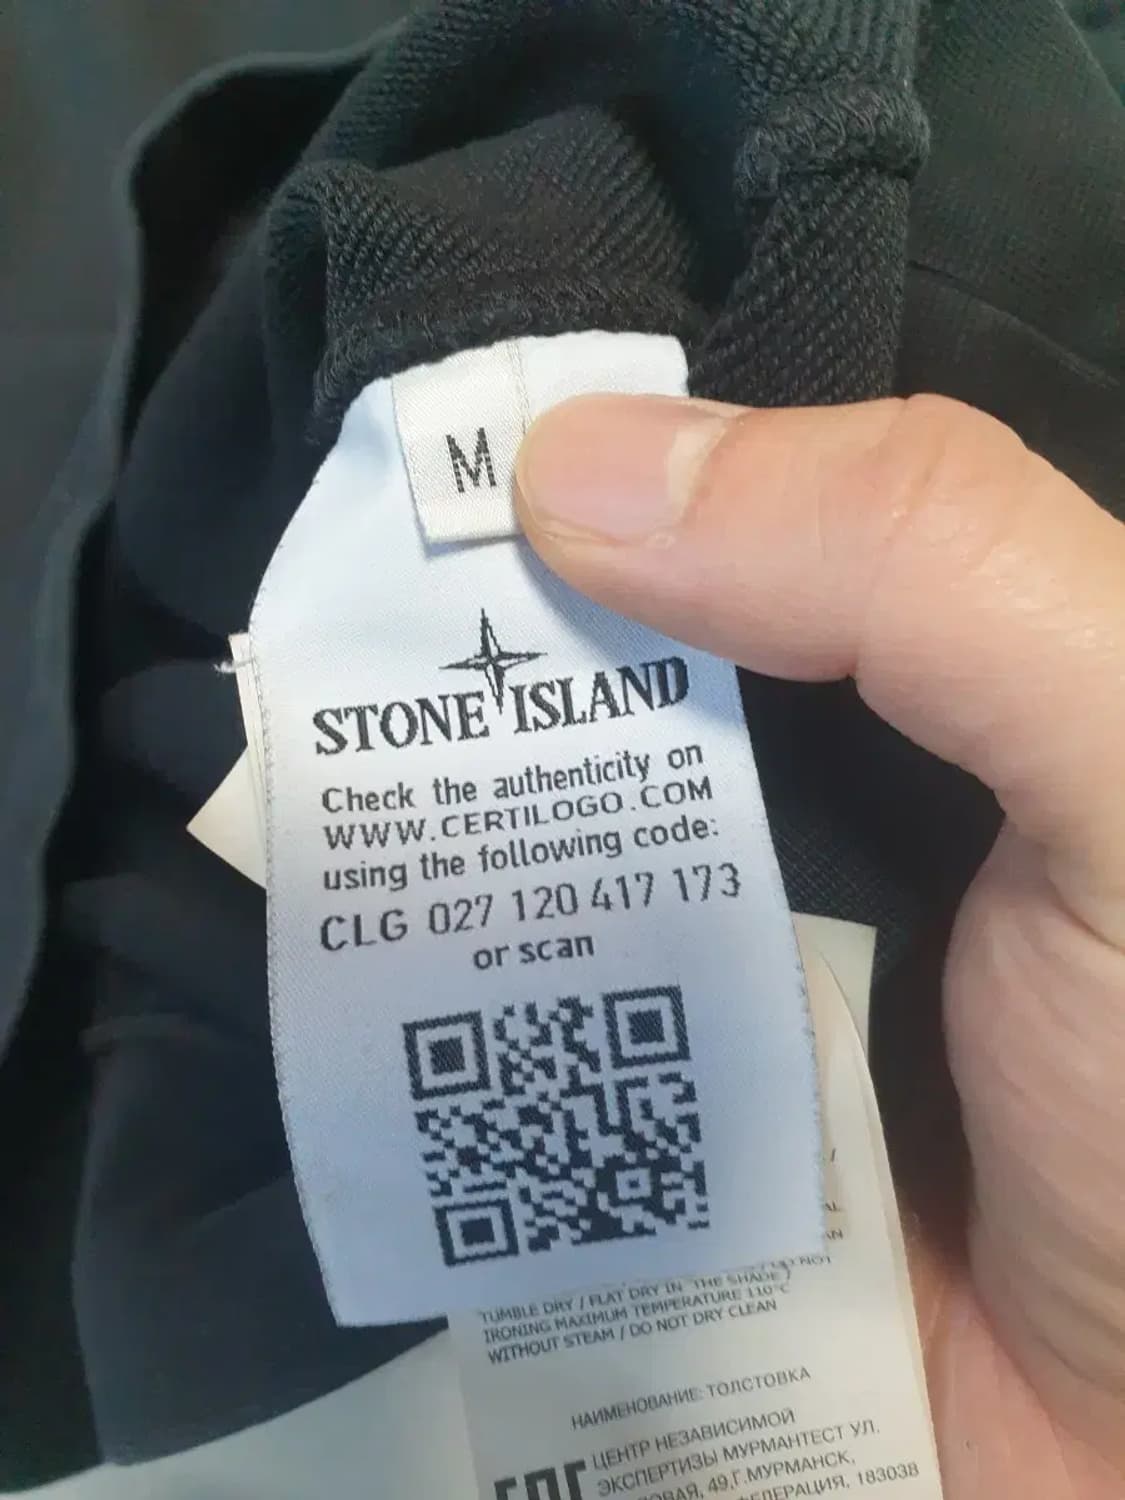 M
STONE ISLAND
Check the authenticity on
WWW.CERTILOGO.COM
using the following code:
CLG 027 120 417 173
or scan
DO NOT
TUMBLE DRY / FLAT DRY IN THE SHADE /
IRONING MAXIMUM TEMPERATURE 110°C
WITHOUT STEAM / DO NOT DRY CLEAN
НАИМЕНОВАНИЕ: ТОЛСТОВКА
ЦЕНТР НЕЗАВИСИМОЙ
ЭКСПЕРТИЗЫ МУРМАНТЕСТ УЛ.
49,Г.МУРМАНСК,
183038